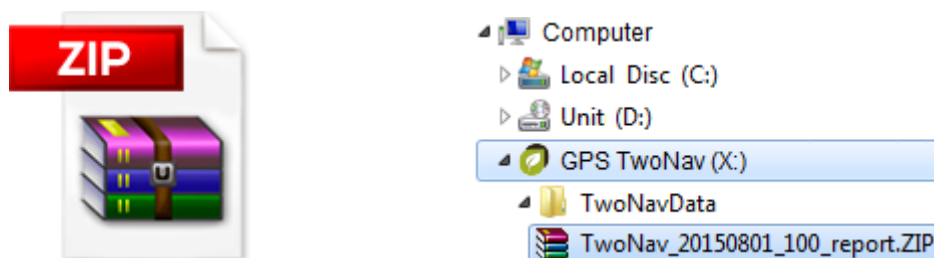 ZIP
U
Computer
Local Disc (C:)
Unit (D:)
GPS TwoNav (X:)
TwoNavData
TwoNav_20150801_100_report.ZIP